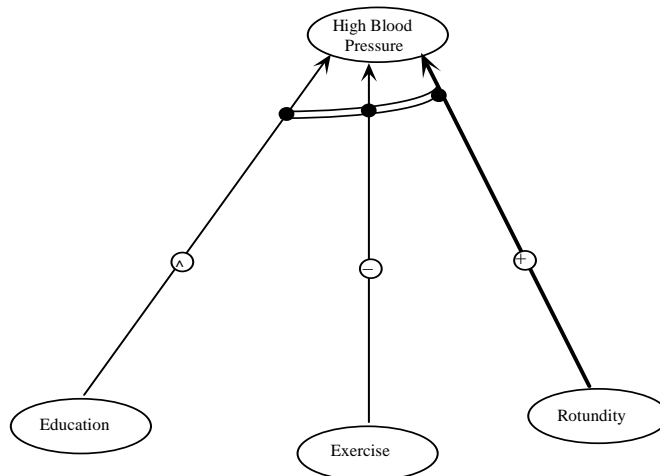 High Blood
Pressure
^
−
+
Education
Exercise
Rotundity